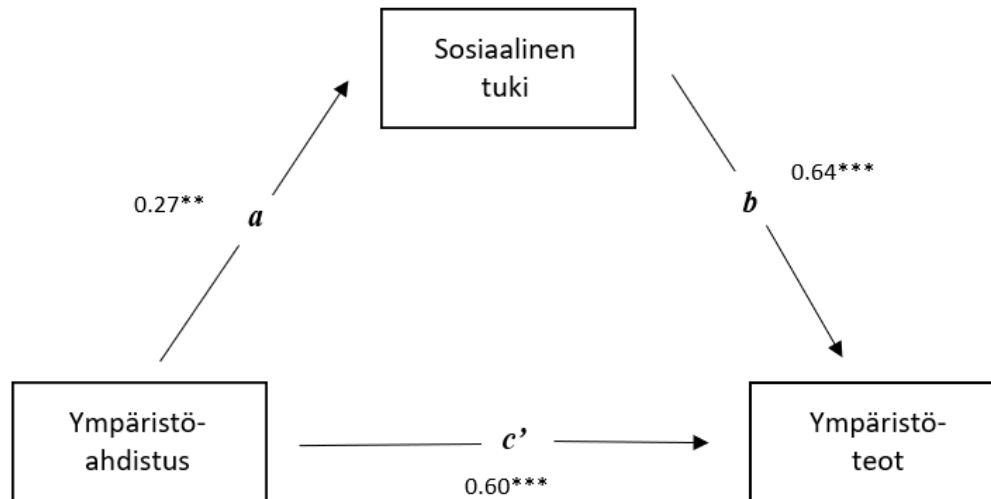 Sosiaalinen
tuki
0.27**
a
0.64***
b
Ympäristö-
ahdistus
c’
0.60***
Ympäristö-
teot